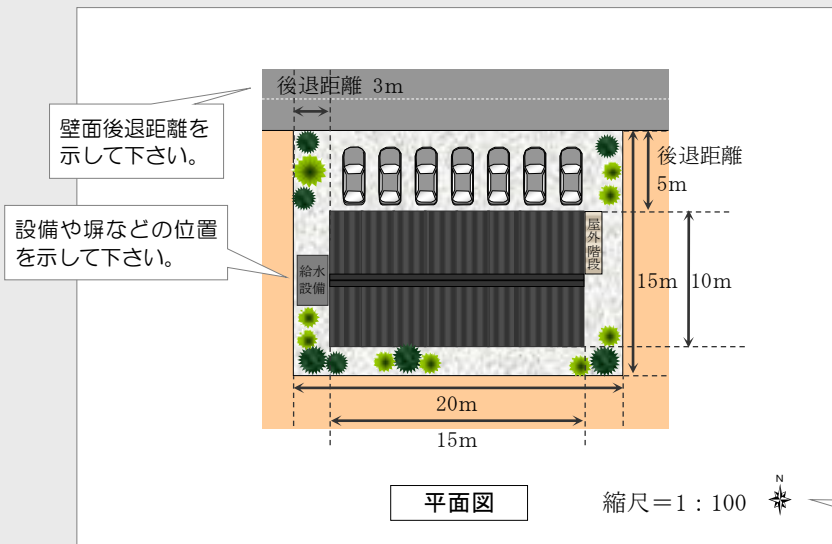 後退距離 3m
壁面後退距離を
示して下さい。
後退距離
5m
設備や塀などの位置
を示して下さい。
屋外階段
給水
設備
15m
10m
20m
15m
平面図
縮尺=1:100
N